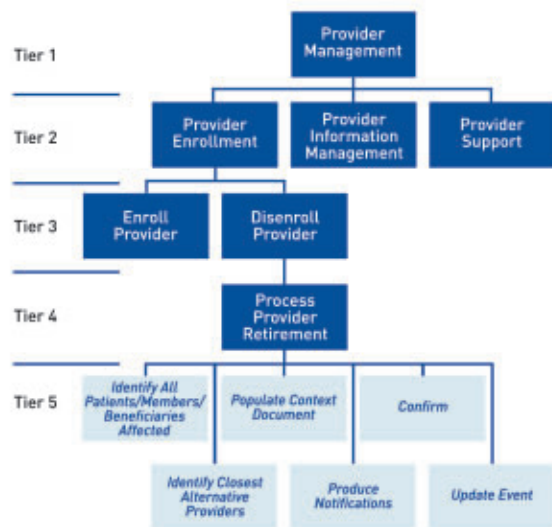 Tier 1
Provider
Management
Tier 2
Provider
Enrollment
Provider
Information
Management
Provider
Support
Tier 3
Enroll
Provider
Disenroll
Provider
Tier 4
Process
Provider
Retirement
Tier 5
Identify All
Patients/Members/
Beneficiaries
Affected
Populate Context
Document
Confirm
Identify Closest
Alternative
Providers
Produce
Notifications
Update Event